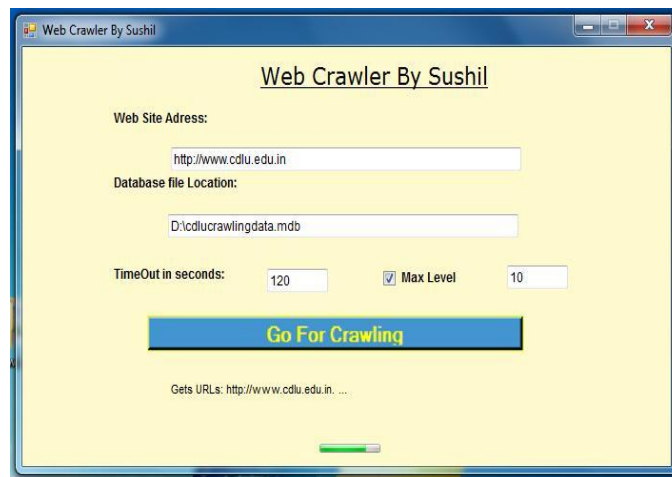 Web Crawler By Sushil
Web Crawler By Sushil
Web Site Adress:
http://www.cdlu.edu.in
Database file Location:
D:\cdlucrawlingdata.mdb
TimeOut in seconds: 120 Max Level 10
Go For Crawling
Gets URLs: http://www.cdlu.edu.in. ...